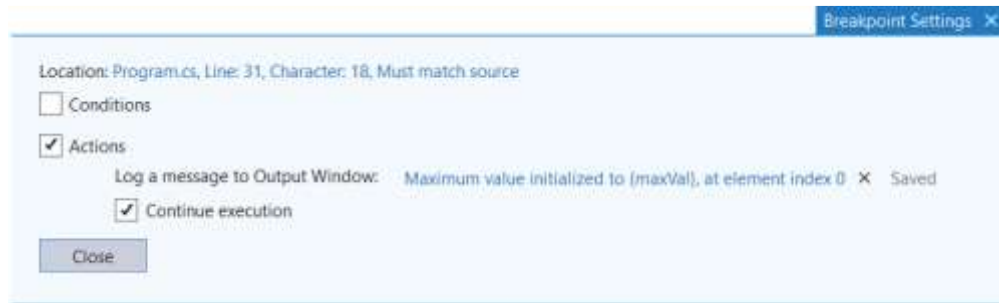 Breakpoint Settings ×
Location: Program.cs, Line: 31, Character: 18, Must match source
Conditions
Actions
Log a message to Output Window: Maximum value initialized to {maxVal}, at element index 0 × Saved
Continue execution
Close